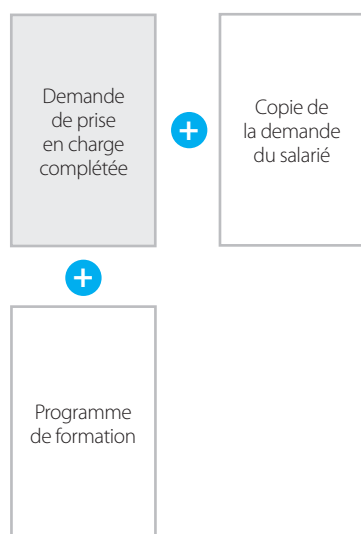 Demande
de prise
en charge
complétée
+
Copie de
la demande
du salarié
+
Programme
de formation